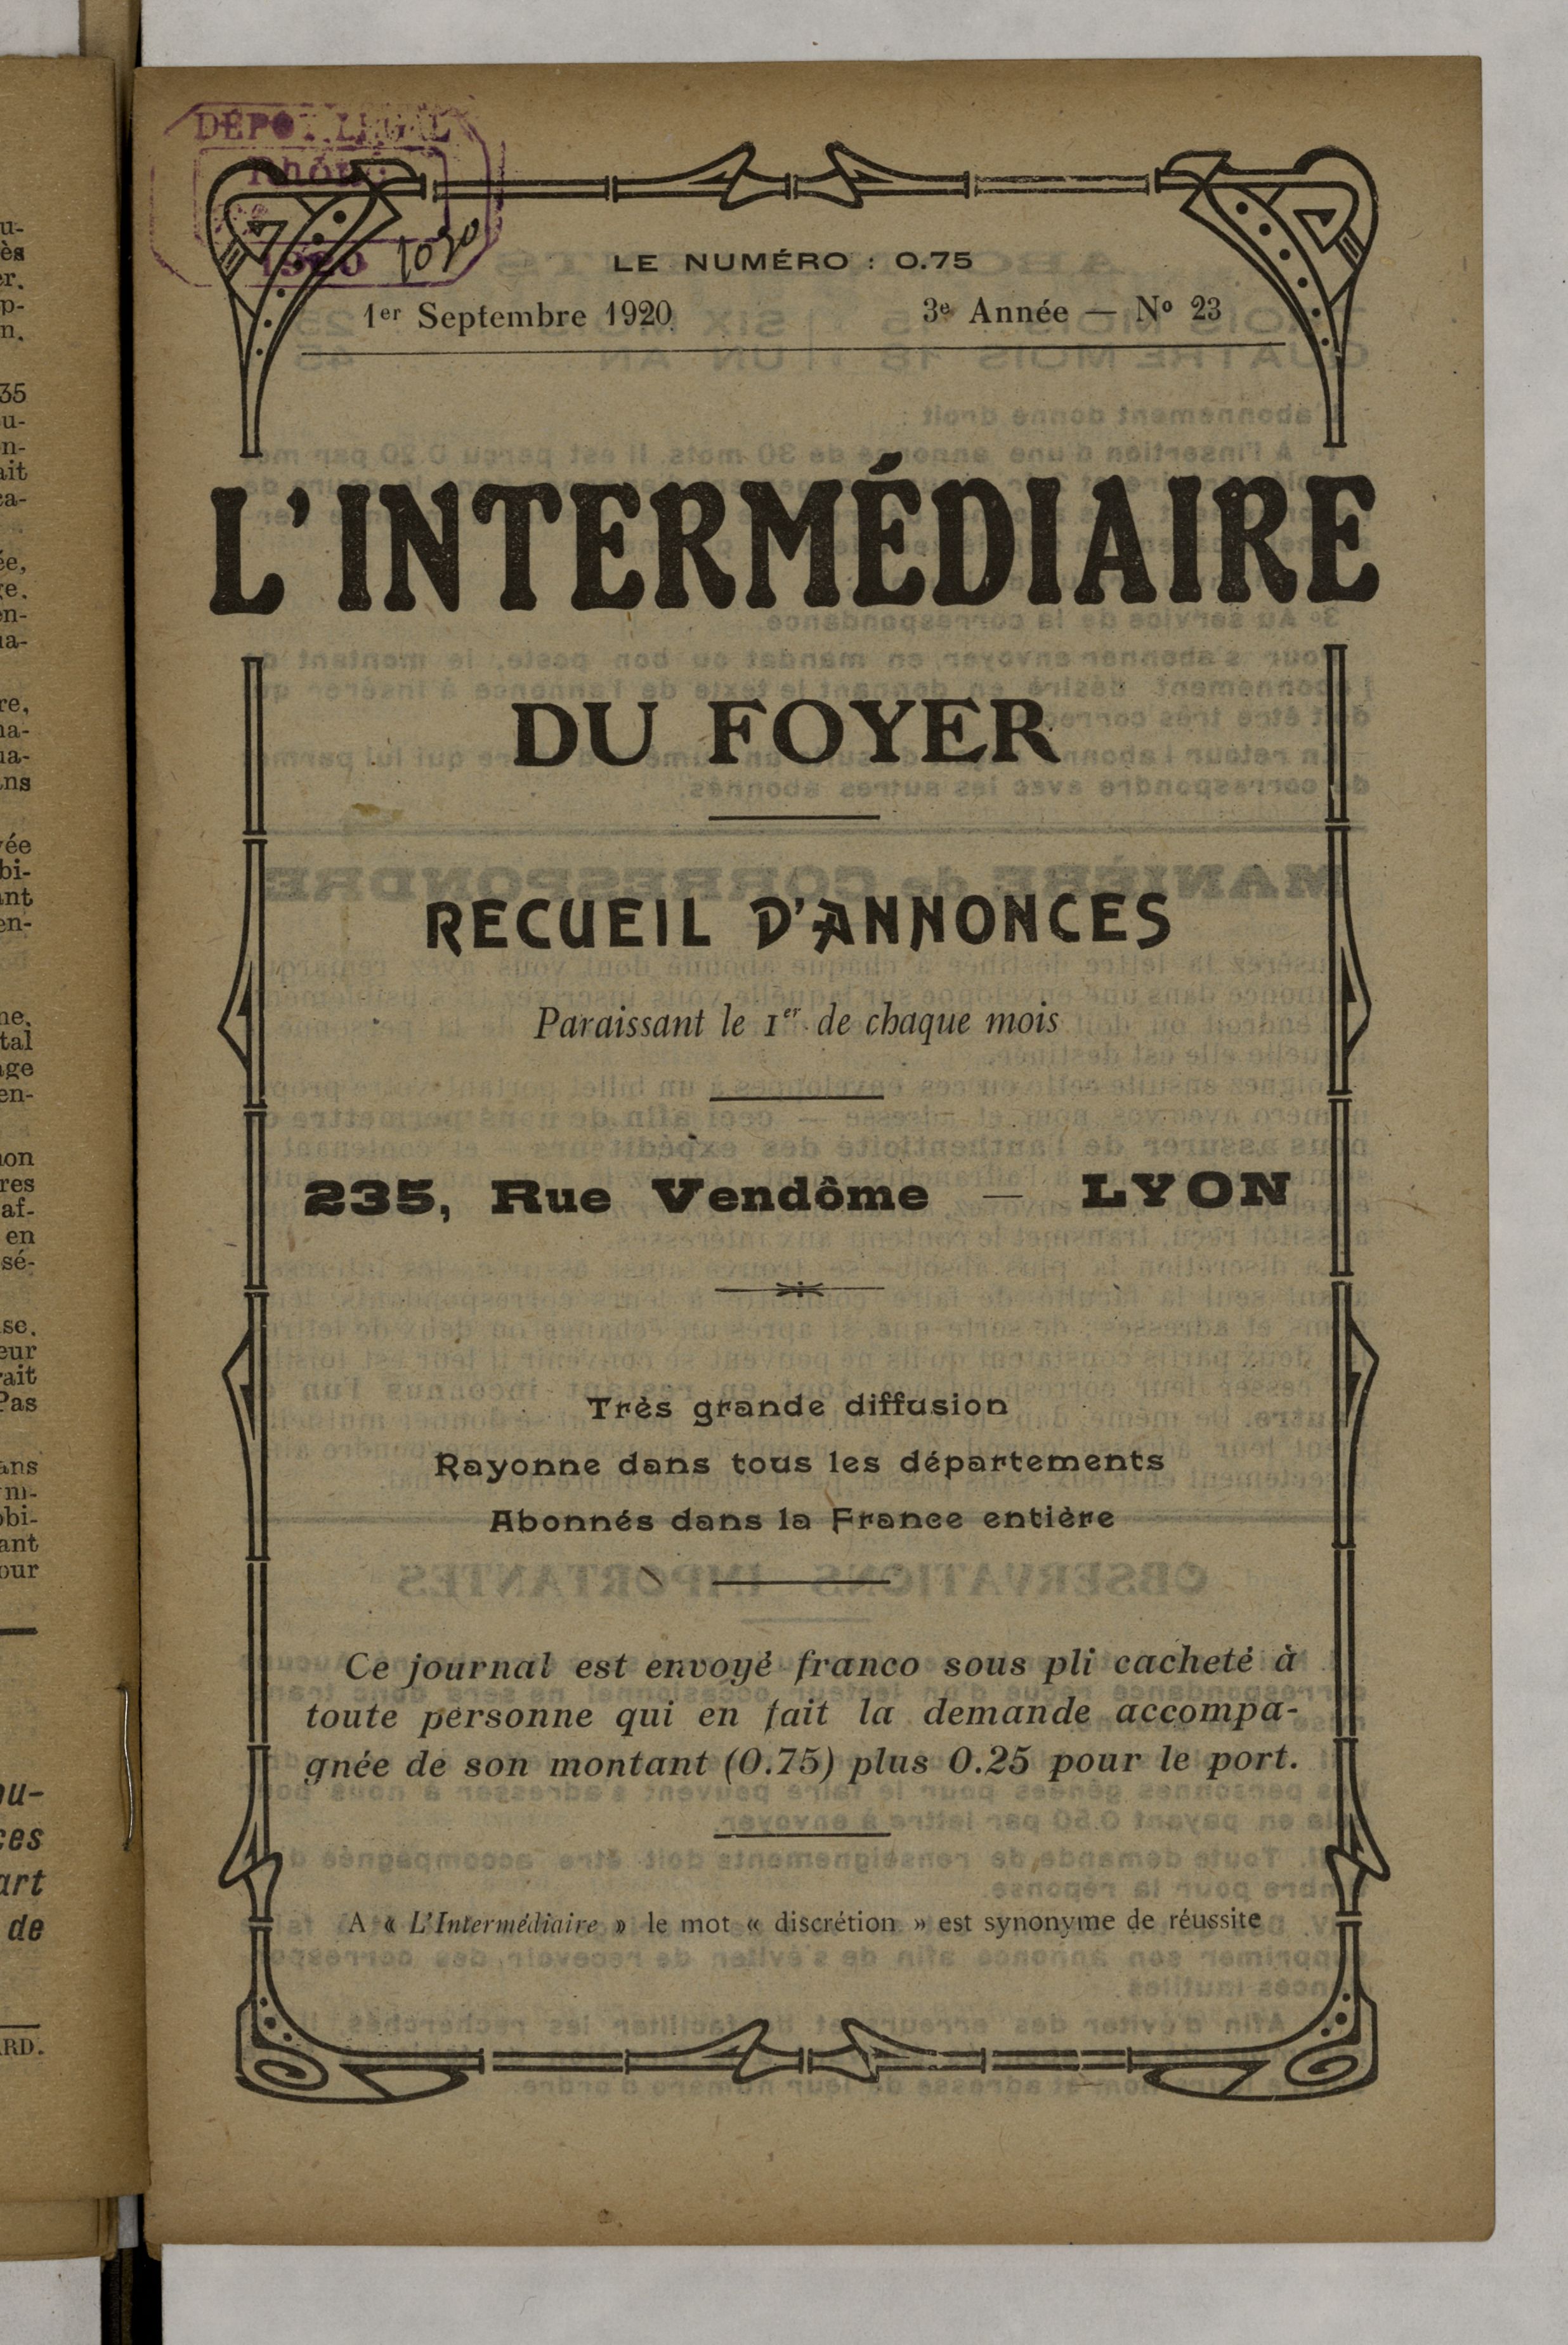 DÉPÔT LÉGAL
Rhône
1920
1030
LE NUMÉRO : 0.75
1er Septembre 1920
3e Année — No 23
L'INTERMÉDIAIRE
DU FOYER
RECUEIL D'ANNONCES
Paraissant le 1er de chaque mois
235, Rue Vendôme — LYON
Très grande diffusion
Rayonne dans tous les départements
Abonnés dans la France entière
Ce journal est envoyé franco sous pli cacheté à
toute personne qui en fait la demande accompa-
gnée de son montant (0.75) plus 0.25 pour le port.
A « L'Intermédiaire » le mot « discrétion » est synonyme de réussite